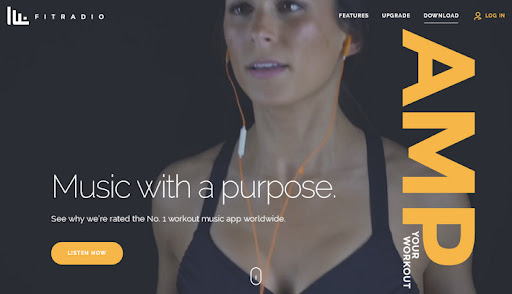 FITRADIO
FEATURES
UPGRADE
DOWNLOAD
LOG IN
AMP
YOUR
WORKOUT
Music with a purpose.
See why we're rated the No. 1 workout music app worldwide.
LISTEN NOW